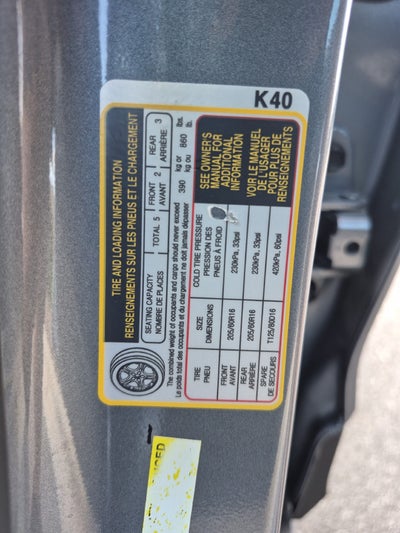 K40
TIRE AND LOADING INFORMATION
RENSEIGNEMENTS SUR LES PNEUS ET LE CHARGEMENT
SEATING CAPACITY
NOMBRE DE PLACES
TOTAL 5
FRONT 2
AVANT
REAR 3
ARRIÈRE
The combined weight of occupants and cargo should never exceed 390 kg or 860 lbs.
Le poids total des occupants et du chargement ne doit jamais dépasser 390 kg ou 860 lb.
TIRE SIZE COLD TIRE PRESSURE
PNEU DIMENSIONS PRESSION DES PNEUS À FROID
FRONT
AVANT
205/60R16 230kPa, 33psi
REAR
ARRIÈRE
205/60R16 230kPa, 33psi
SPARE
DE SECOURS
T125/80D16 420kPa, 60psi
SEE OWNER'S
MANUAL FOR
ADDITIONAL
INFORMATION
VOIR LE MANUEL
DE L'USAGER
POUR PLUS DE
RENSEIGNEMENTS